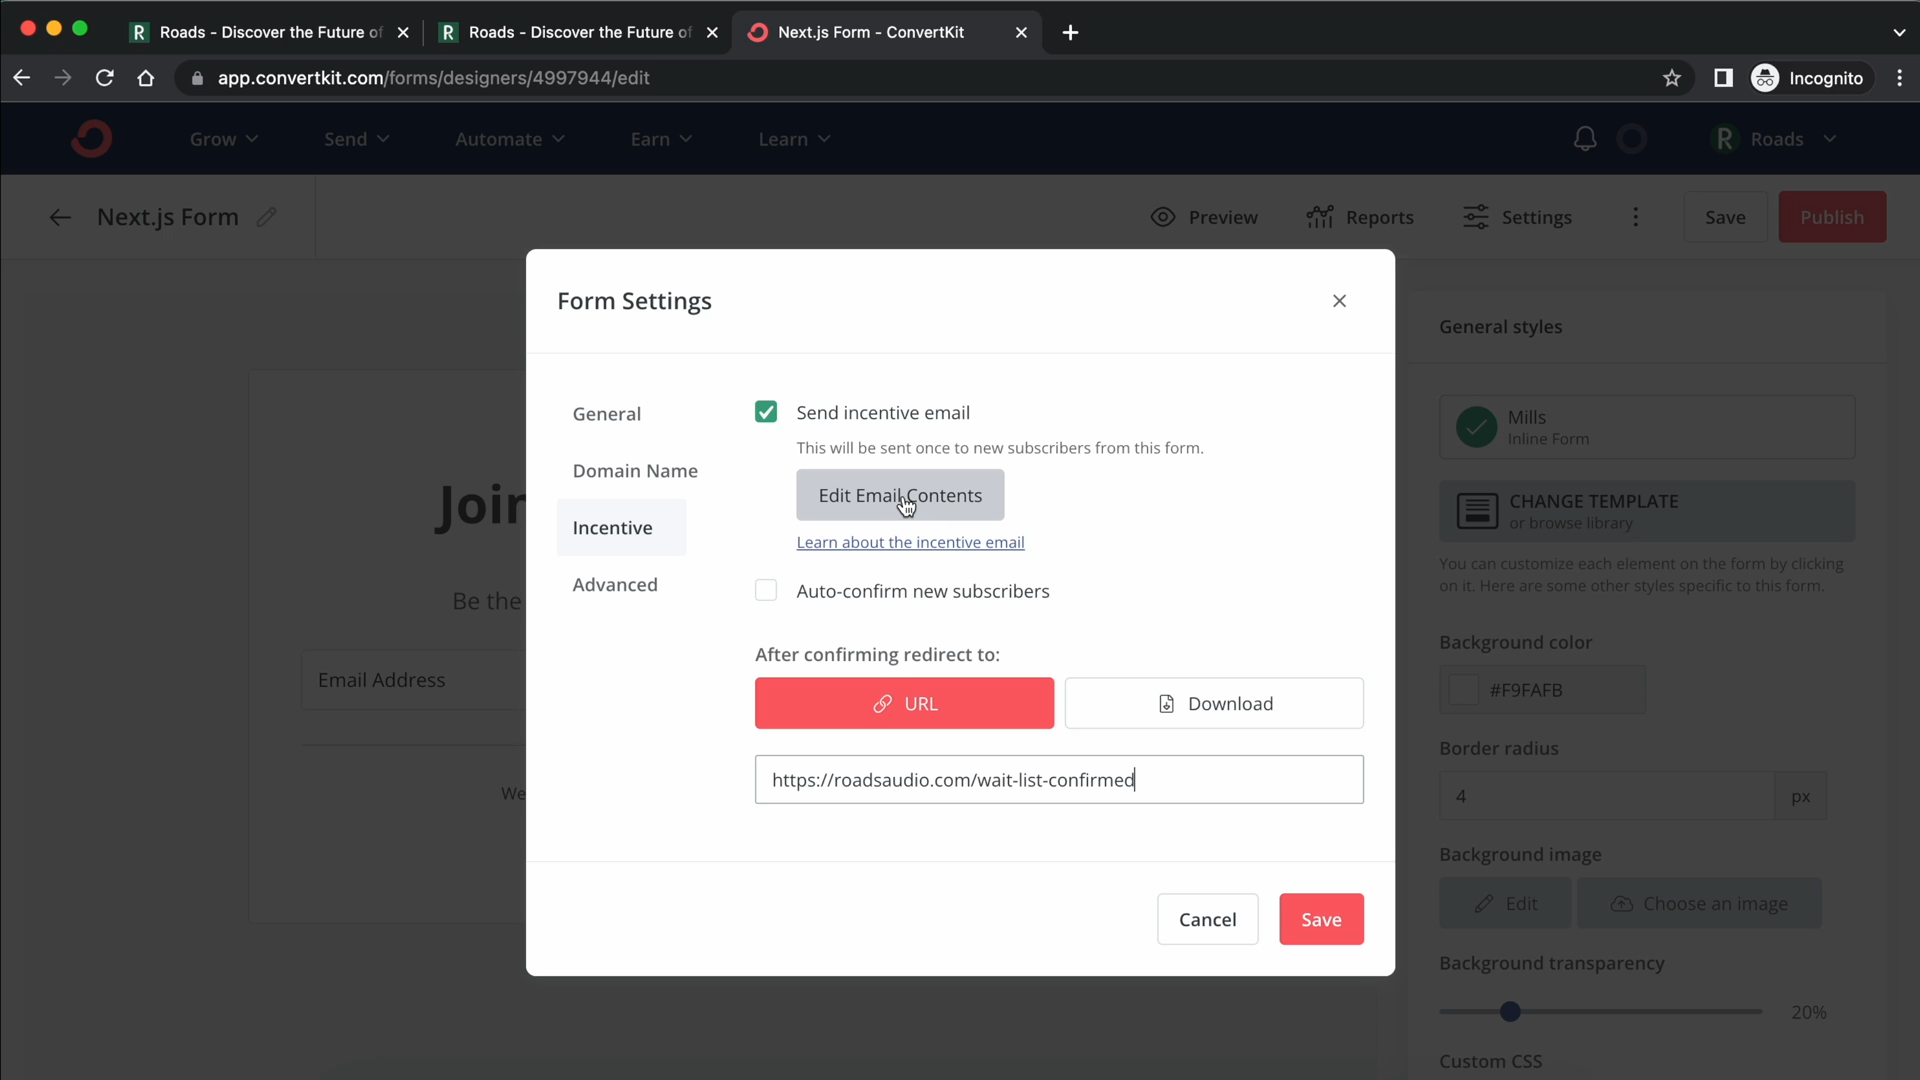 R Roads - Discover the Future of
R Roads - Discover the Future of
Next.js Form - ConvertKit
app.convertkit.com/forms/designers/4997944/edit
Incognito
Grow
Send
Automate
Earn
Learn
R Roads
Next.js Form
Preview
Reports
Settings
Save
Publish
Form Settings
General
Domain Name
Incentive
Advanced
Send incentive email
This will be sent once to new subscribers from this form.
Edit Email Contents
Learn about the incentive email
Auto-confirm new subscribers
After confirming redirect to:
URL
Download
https://roadsaudio.com/wait-list-confirmed
Cancel
Save
Join
Be the
Email Address
We
General styles
Mills
Inline Form
CHANGE TEMPLATE
or browse library
You can customize each element on the form by clicking
on it. Here are some other styles specific to this form.
Background color
#F9FAFB
Border radius
4
px
Background image
Edit
Choose an image
Background transparency
20%
Custom CSS